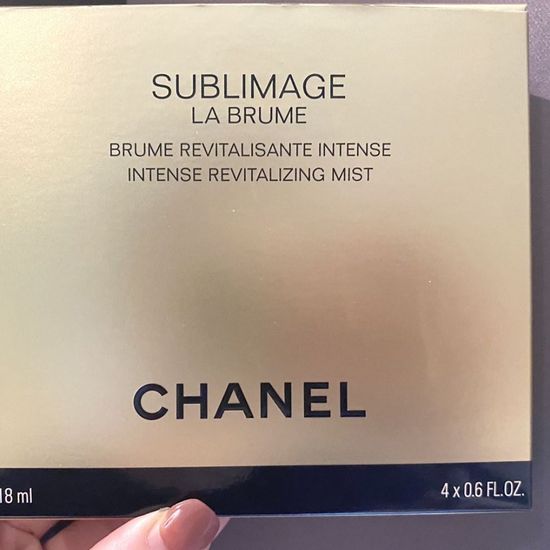 SUBLIMAGE
LA BRUME
BRUME REVITALISANTE INTENSE
INTENSE REVITALIZING MIST
CHANEL
18 ml
4 x 0.6 FL.OZ.